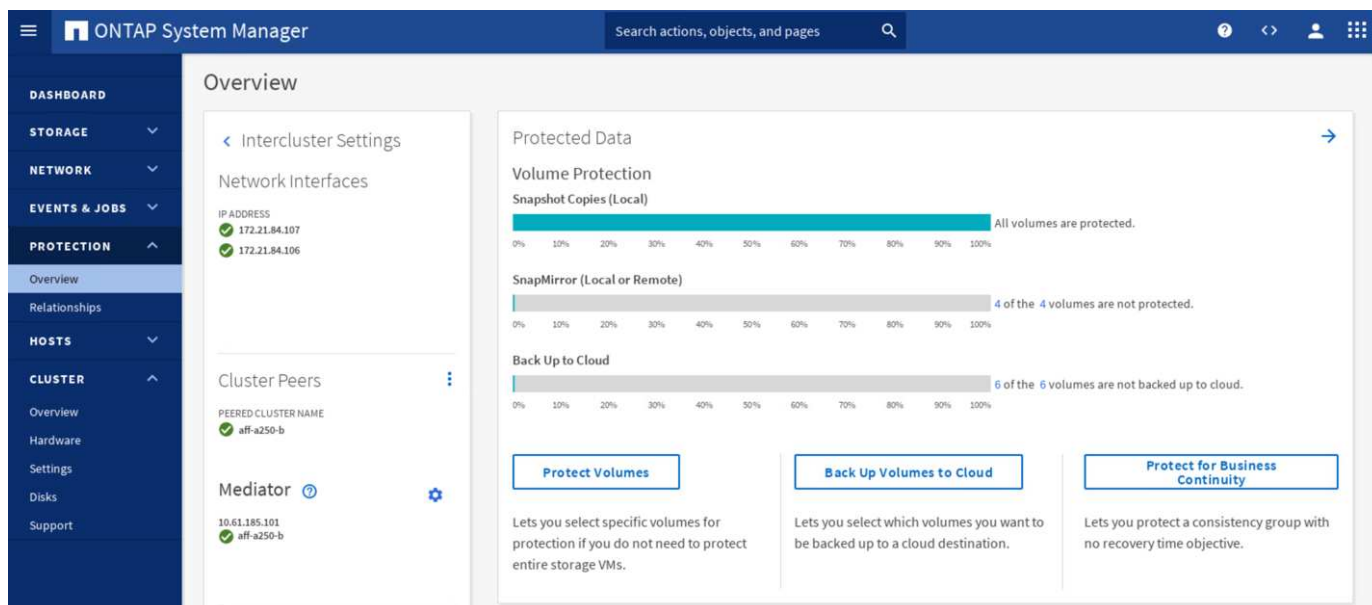 ONTAP System Manager
Search actions, objects, and pages
DASHBOARD
STORAGE
NETWORK
EVENTS & JOBS
PROTECTION
Overview
Relationships
HOSTS
CLUSTER
Overview
Hardware
Settings
Disks
Support
Overview
Intercluster Settings
Network Interfaces
IP ADDRESS
172.21.84.107
172.21.84.106
Cluster Peers
PEERED CLUSTER NAME
aff-a250-b
Mediator
10.61.185.101
aff-a250-b
Protected Data
Volume Protection
Snapshot Copies (Local)
All volumes are protected.
0% 10% 20% 30% 40% 50% 60% 70% 80% 90% 100%
SnapMirror (Local or Remote)
4 of the 4 volumes are not protected.
0% 10% 20% 30% 40% 50% 60% 70% 80% 90% 100%
Back Up to Cloud
6 of the 6 volumes are not backed up to cloud.
0% 10% 20% 30% 40% 50% 60% 70% 80% 90% 100%
Protect Volumes
Lets you select specific volumes for
protection if you do not need to protect
entire storage VMs.
Back Up Volumes to Cloud
Lets you select which volumes you want to
be backed up to a cloud destination.
Protect for Business
Continuity
Lets you protect a consistency group with
no recovery time objective.